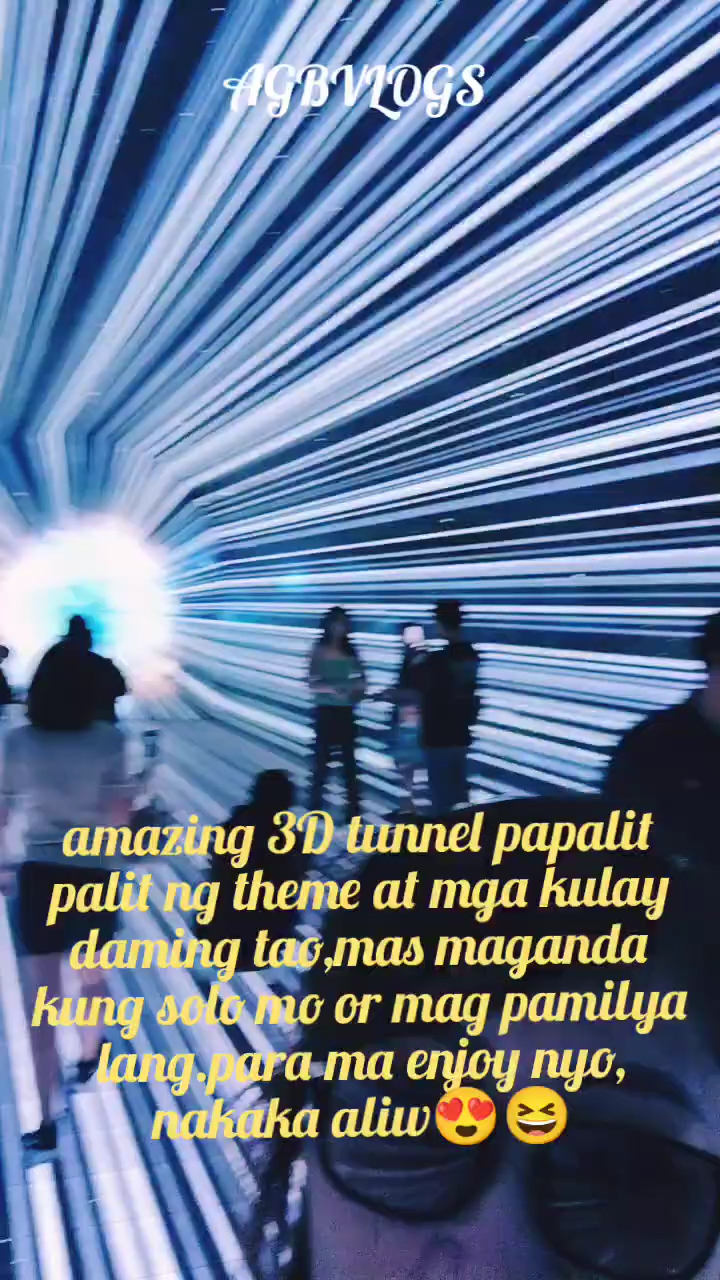 AGBVLOGS
amazing 3D tunnel papalit
palit ng theme at mga kulay
daming tao,mas maganda
kung solo mo or mag pamilya
lang.para ma enjoy nyo,
nakaka aliw😍😆